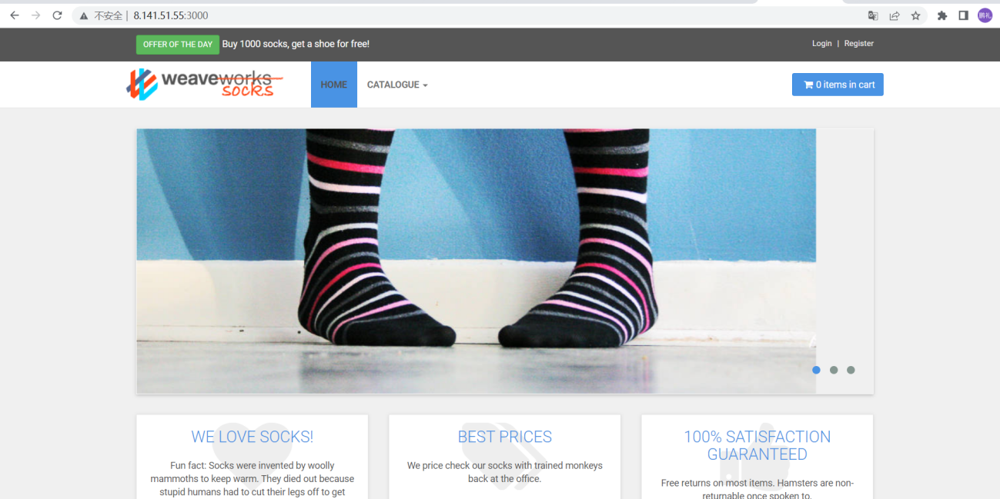 不安全 | 8.141.51.55:3000
鹏礼
OFFER OF THE DAY Buy 1000 socks, get a shoe for free!
Login | Register
weaveworks
socks
HOME
CATALOGUE
0 items in cart
WE LOVE SOCKS!
Fun fact: Socks were invented by woolly
mammoths to keep warm. They died out because
stupid humans had to cut their legs off to get
BEST PRICES
We price check our socks with trained monkeys
back at the office.
100% SATISFACTION
GUARANTEED
Free returns on most items. Hamsters are non-
returnable once spoken to.